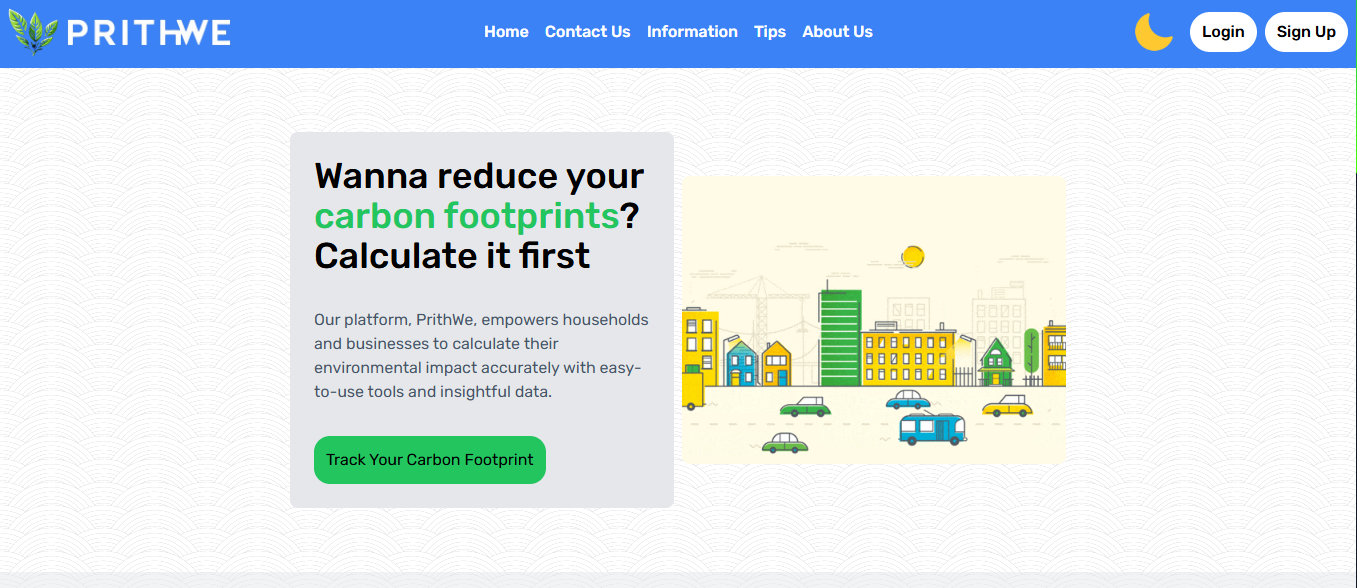 PRITHWE
Home Contact Us Information Tips About Us
Login Sign Up
Wanna reduce your
carbon footprints?
Calculate it first
Our platform, PrithWe, empowers households
and businesses to calculate their
environmental impact accurately with easy-
to-use tools and insightful data.
Track Your Carbon Footprint